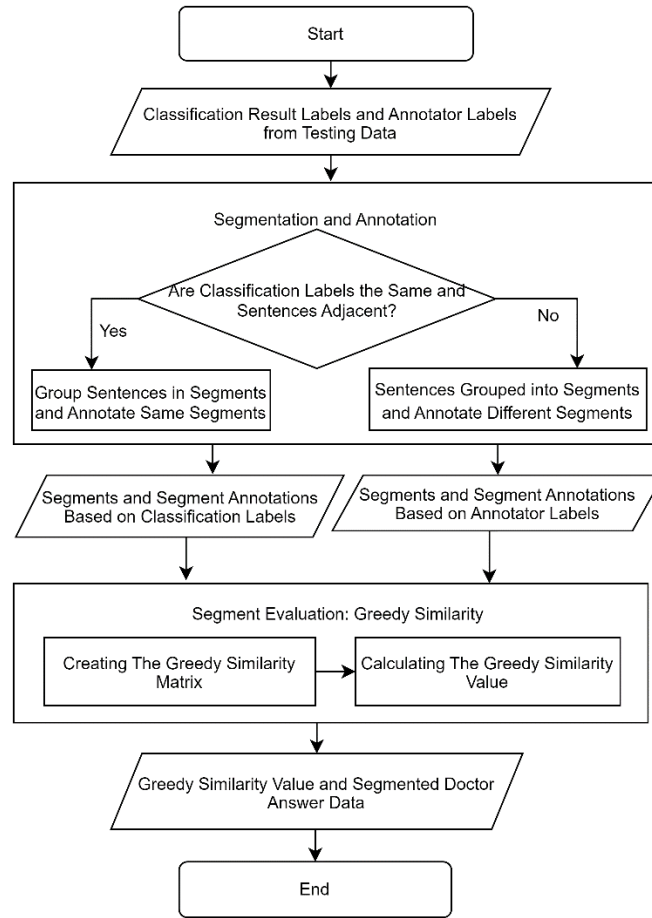 Start
Classification Result Labels and Annotator Labels
from Testing Data
Segmentation and Annotation
Are Classification Labels the Same and
Sentences Adjacent?
Yes
No
Group Sentences in Segments
and Annotate Same Segments
Sentences Grouped into Segments
and Annotate Different Segments
Segments and Segment Annotations
Based on Classification Labels
Segments and Segment Annotations
Based on Annotator Labels
Segment Evaluation: Greedy Similarity
Creating The Greedy Similarity
Matrix
Calculating The Greedy Similarity
Value
Greedy Similarity Value and Segmented Doctor
Answer Data
End